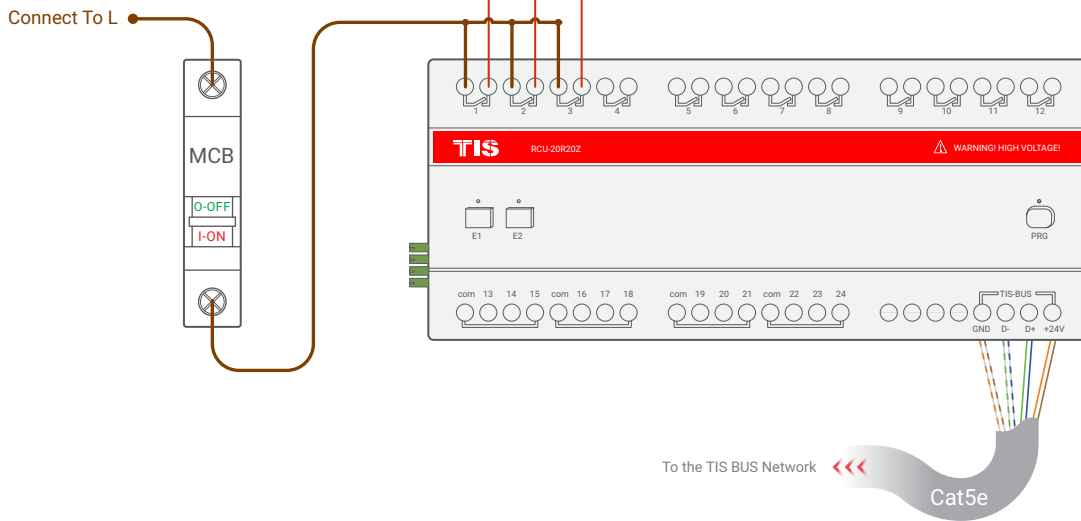 Connect To L
1 2 3 4 5 6 7 8 9 10 11 12
MCB
TIS RCU-20R20Z WARNING! HIGH VOLTAGE!
O-OFF
I-ON
E1 E2 PRG
com 13 14 15 com 16 17 18 com 19 20 21 com 22 23 24 TIS-BUS
GND D- D+ +24V
To the TIS BUS Network
Cat5e